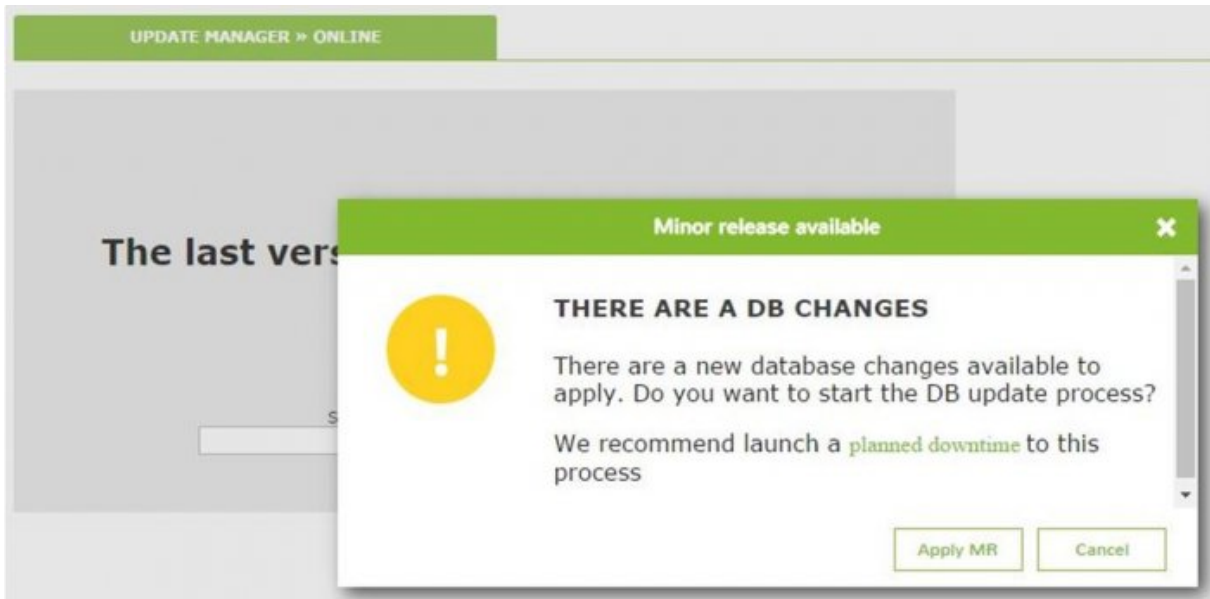 UPDATE MANAGER » ONLINE
Minor release available
The last vers
THERE ARE A DB CHANGES
There are a new database changes available to
apply. Do you want to start the DB update process?
We recommend launch a planned downtime to this
process
Apply MR
Cancel